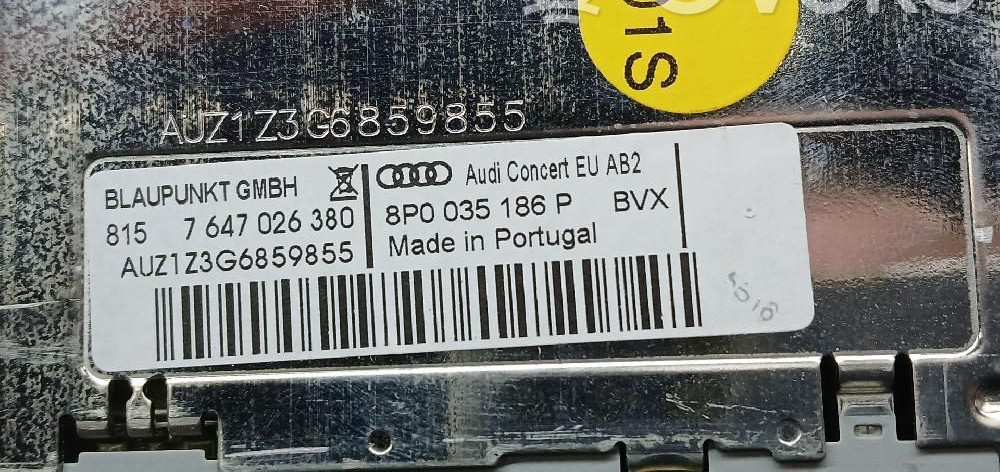 01S
AUZ1Z3G6859855
BLAUPUNKT GMBH
815 7 647 026 380
AUZ1Z3G6859855
Audi Concert EU AB2
8P0 035 186 P BVX
Made in Portugal